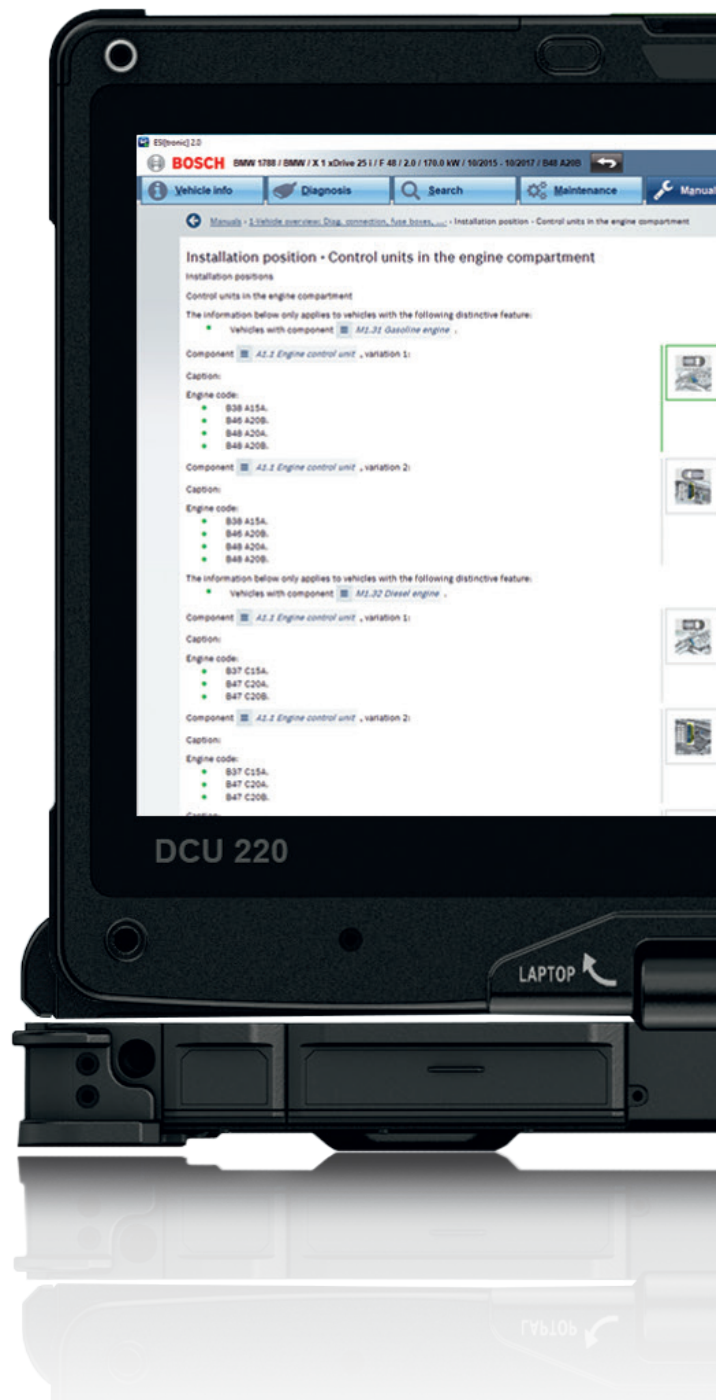 ESI[tronic] 2.0
BOSCH BMW 1788 / BMW / X 1 xDrive 25 i / F 48 / 2.0 / 170.0 kW / 10/2015 - 10/2017 / B48 A20B
Vehicle info Diagnosis Search Maintenance Manual
Manuals › 1-Vehicle overview: Diag. connection, fuse boxes, ...: › Installation position - Control units in the engine compartment
Installation position • Control units in the engine compartment
Installation positions
Control units in the engine compartment
The information below only applies to vehicles with the following distinctive feature:
Vehicles with component M1.31 Gasoline engine .
Component A1.1 Engine control unit , variation 1:
Caption:
Engine code:
B38 A15A.
B46 A20B.
B48 A20A.
B48 A20B.
Component A1.1 Engine control unit , variation 2:
Caption:
Engine code:
B38 A15A.
B46 A20B.
B48 A20A.
B48 A20B.
The information below only applies to vehicles with the following distinctive feature:
Vehicles with component M1.32 Diesel engine .
Component A1.1 Engine control unit , variation 1:
Caption:
Engine code:
B37 C15A.
B47 C20A.
B47 C20B.
Component A1.1 Engine control unit , variation 2:
Caption:
Engine code:
B37 C15A.
B47 C20A.
B47 C20B.
Caption:
DCU 220
LAPTOP